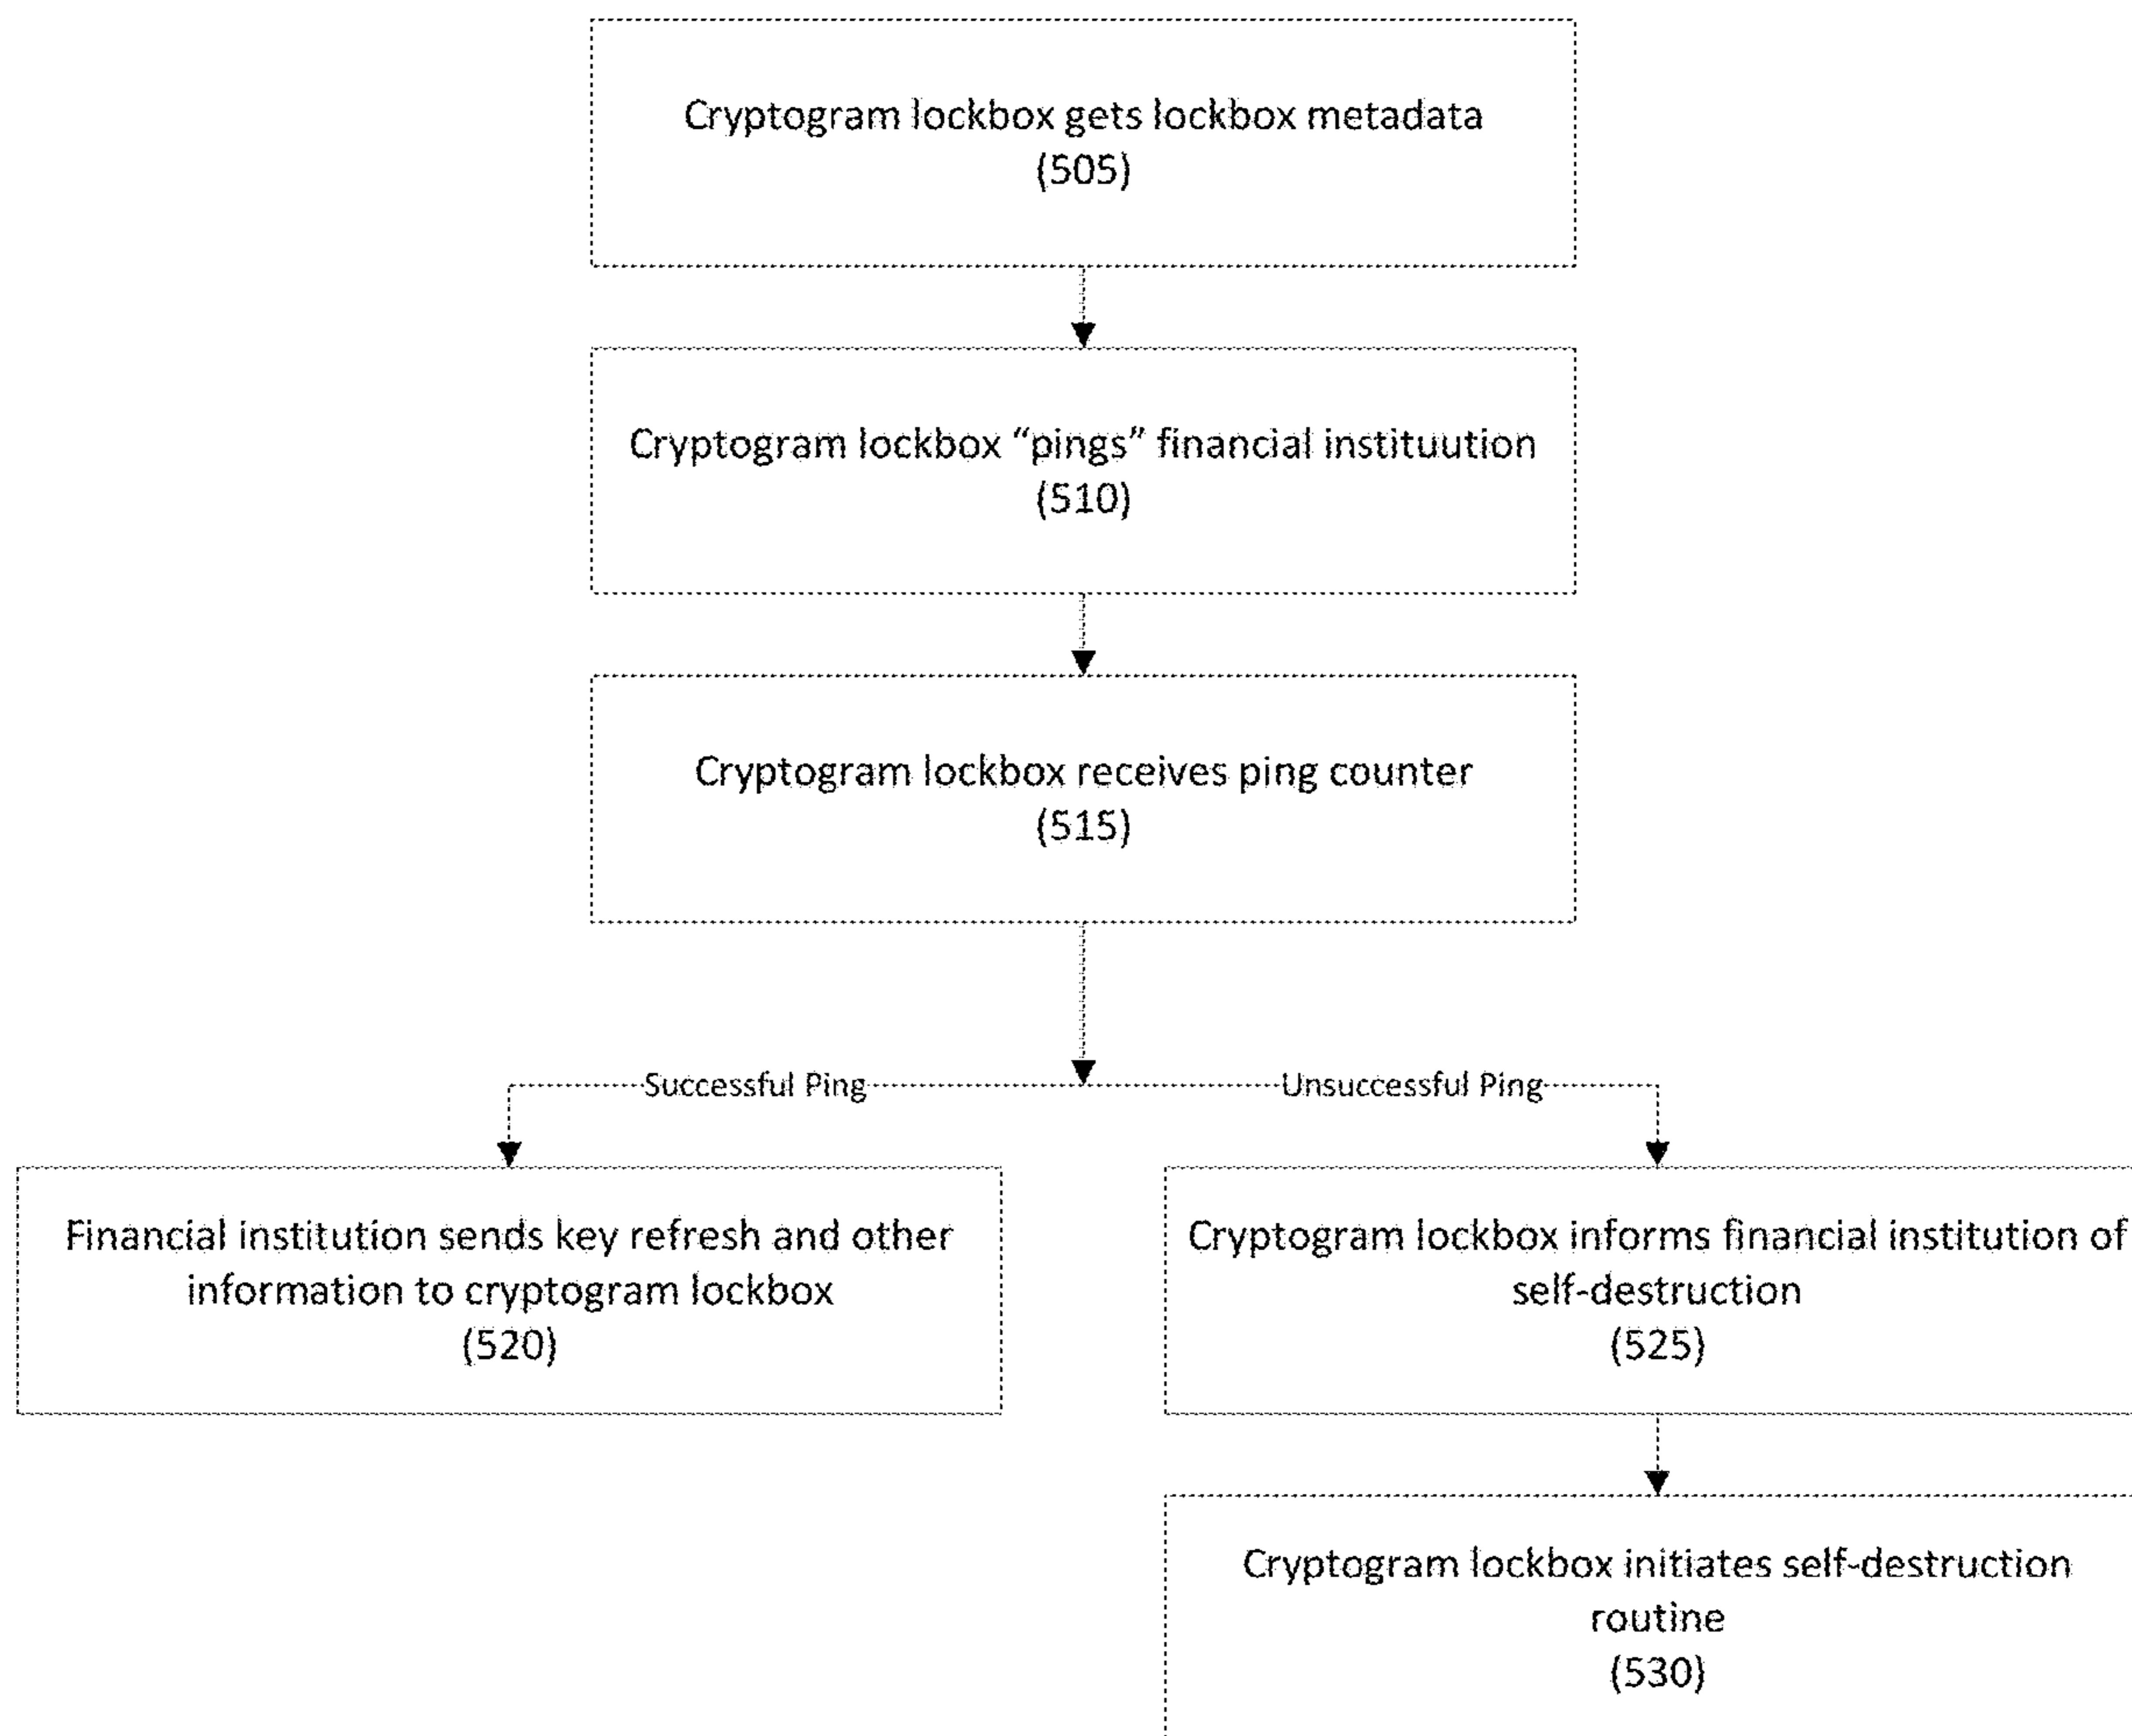 Cryptogram lockbox gets lockbox metadata
(505)
Cryptogram lockbox “pings” financial instituution
(510)
Cryptogram lockbox receives ping counter
(515)
Successful Ping
Unsuccessful Ping
Financial institution sends key refresh and other
information to cryptogram lockbox
(520)
Cryptogram lockbox informs financial institution of
self-destruction
(525)
Cryptogram lockbox initiates self-destruction
routine
(530)